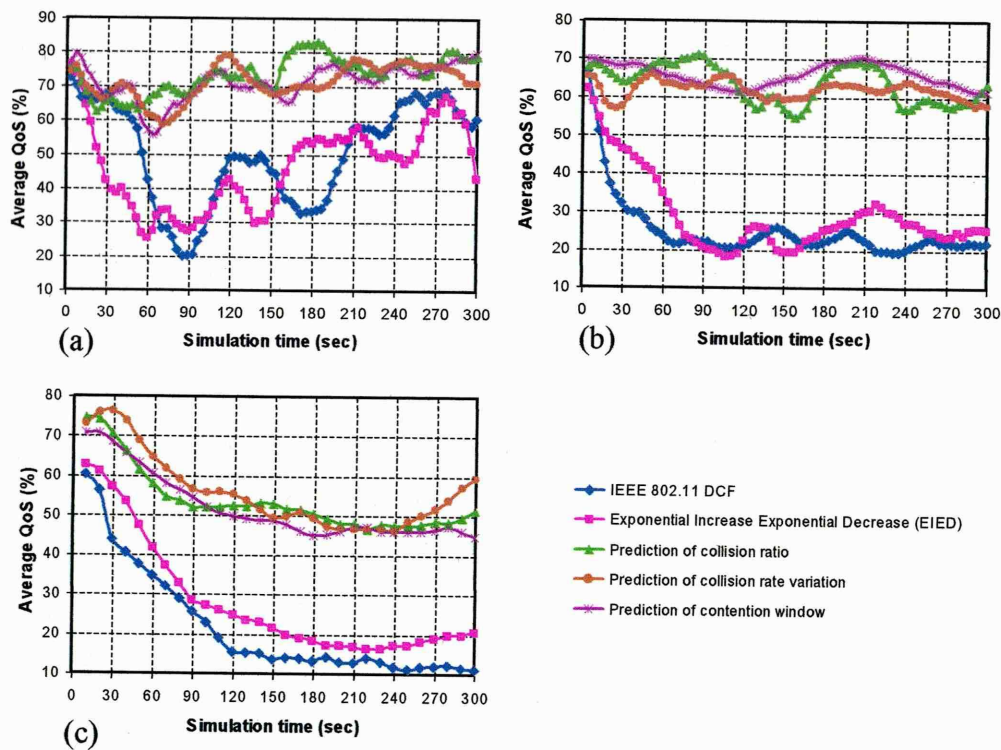 90
80
70
60
50
40
30
20
10
Average QoS (%)
0 30 60 90 120 150 180 210 240 270 300
Simulation time (sec)
(a)
80
70
60
50
40
30
20
10
Average QoS (%)
0 30 60 90 120 150 180 210 240 270 300
Simulation time (sec)
(b)
80
70
60
50
40
30
20
10
Average QoS (%)
0 30 60 90 120 150 180 210 240 270 300
Simulation time (sec)
(c)
IEEE 802.11 DCF
Exponential Increase Exponential Decrease (EIED)
Prediction of collision ratio
Prediction of collision rate variation
Prediction of contention window